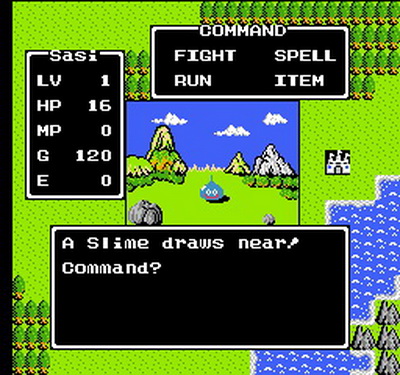 COMMAND
FIGHT SPELL
RUN ITEM
Sasi
LV 1
HP 16
MP 0
G 120
E 0
A Slime draws near!
Command?